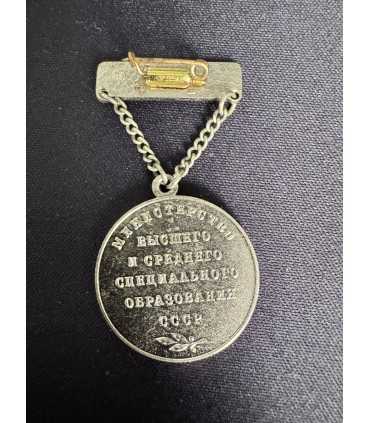 МИНИСТЕРСТВО
ВЫСШЕГО
И СРЕДНЕГО
СПЕЦИАЛЬНОГО
ОБРАЗОВАНИЯ
СССР